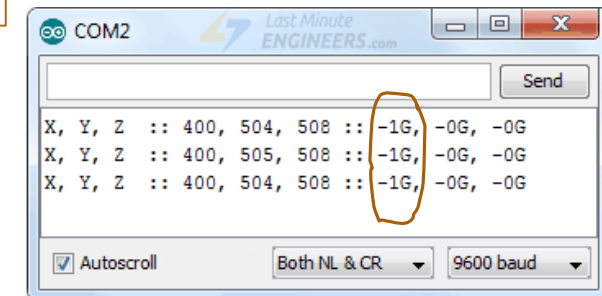 COM2
Last Minute
ENGINEERS.com
Send
X, Y, Z :: 400, 504, 508 :: -1G, -0G, -0G
X, Y, Z :: 400, 505, 508 :: -1G, -0G, -0G
X, Y, Z :: 400, 504, 508 :: -1G, -0G, -0G
Autoscroll Both NL & CR 9600 baud